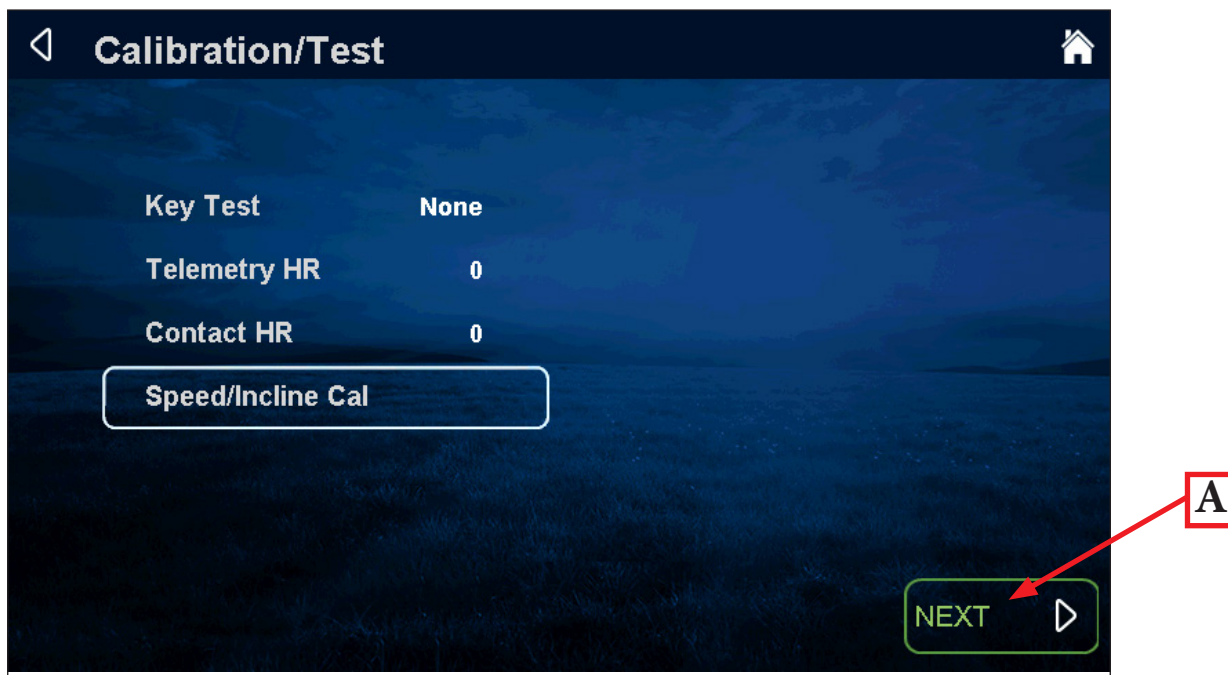 Calibration/Test
Key Test None
Telemetry HR 0
Contact HR 0
Speed/Incline Cal
A
NEXT